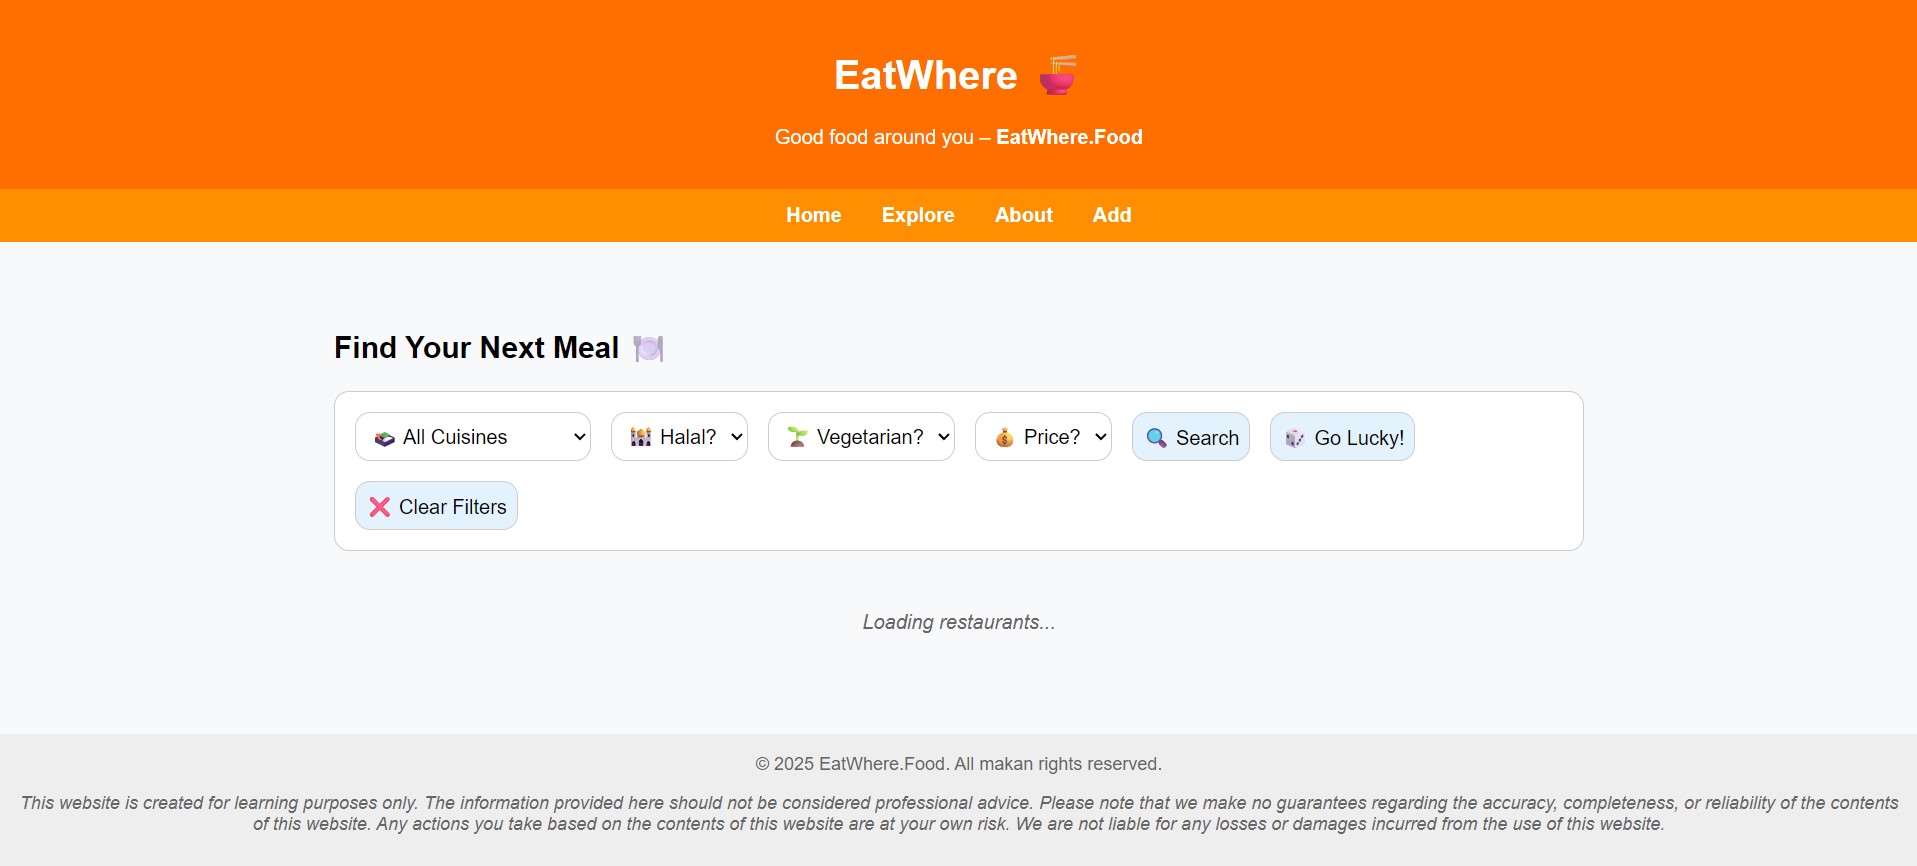 EatWhere
Good food around you – EatWhere.Food
Home Explore About Add
Find Your Next Meal
All Cuisines Halal? Vegetarian? Price? Search Go Lucky!
Clear Filters
Loading restaurants...
© 2025 EatWhere.Food. All makan rights reserved.
This website is created for learning purposes only. The information provided here should not be considered professional advice. Please note that we make no guarantees regarding the accuracy, completeness, or reliability of the contents
of this website. Any actions you take based on the contents of this website are at your own risk. We are not liable for any losses or damages incurred from the use of this website.